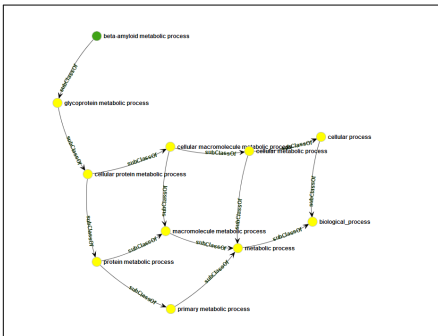 beta-amyloid metabolic process
subClassOf
glycoprotein metabolic process
subClassOf
cellular process
cellular macromolecule metabolic process
subClassOf
cellular metabolic process
subClassOf
subClassOf
cellular protein metabolic process
subClassOf
subClassOf
subClassOf
subClassOf
biological_process
macromolecule metabolic process
subClassOf
subClassOf
subClassOf
subClassOf
metabolic process
protein metabolic process
subClassOf
subClassOf
primary metabolic process